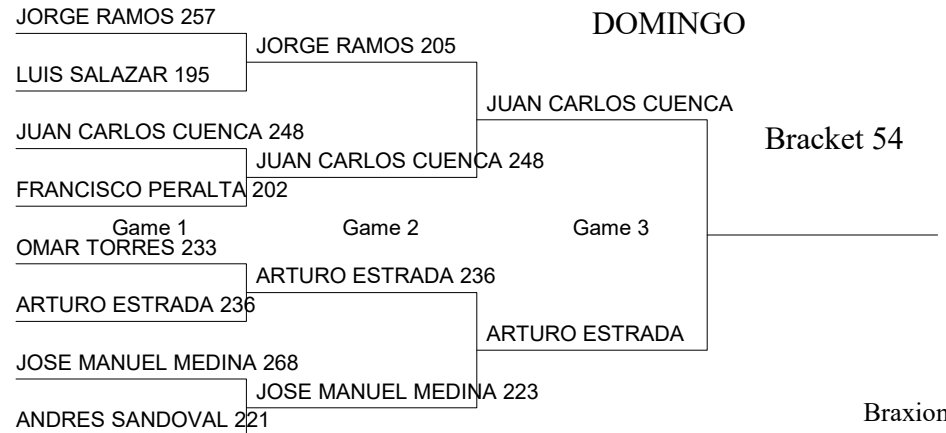 JORGE RAMOS 257
DOMINGO
JORGE RAMOS 205
LUIS SALAZAR 195
JUAN CARLOS CUENCA
JUAN CARLOS CUENCA 248
Bracket 54
JUAN CARLOS CUENCA 248
FRANCISCO PERALTA 202
Game 1 Game 2 Game 3
OMAR TORRES 233
ARTURO ESTRADA 236
ARTURO ESTRADA 236
ARTURO ESTRADA
JOSE MANUEL MEDINA 268
JOSE MANUEL MEDINA 223
ANDRES SANDOVAL 221
Braxion